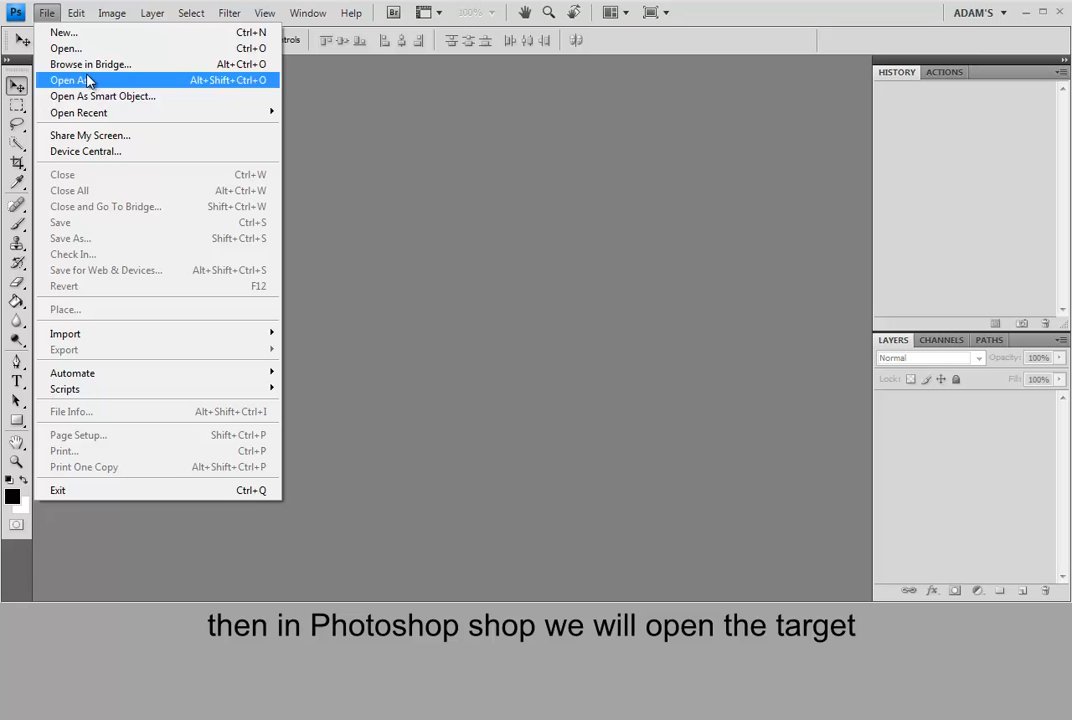 Ps File Edit Image Layer Select Filter View Window Help Br 100% ADAM'S
New... Ctrl+N
Open... Ctrl+O
Browse in Bridge... Alt+Ctrl+O
Open As Alt+Shift+Ctrl+O
Open As Smart Object...
Open Recent
Share My Screen...
Device Central...
Close Ctrl+W
Close All Alt+Ctrl+W
Close and Go To Bridge... Shift+Ctrl+W
Save Ctrl+S
Save As... Shift+Ctrl+S
Check In...
Save for Web & Devices... Alt+Shift+Ctrl+S
Revert F12
Place...
Import
Export
Automate
Scripts
File Info... Alt+Shift+Ctrl+I
Page Setup... Shift+Ctrl+P
Print... Ctrl+P
Print One Copy Alt+Shift+Ctrl+P
Exit Ctrl+Q
HISTORY ACTIONS
LAYERS CHANNELS PATHS
Normal Opacity: 100%
Lock: Fill: 100%
then in Photoshop shop we will open the target